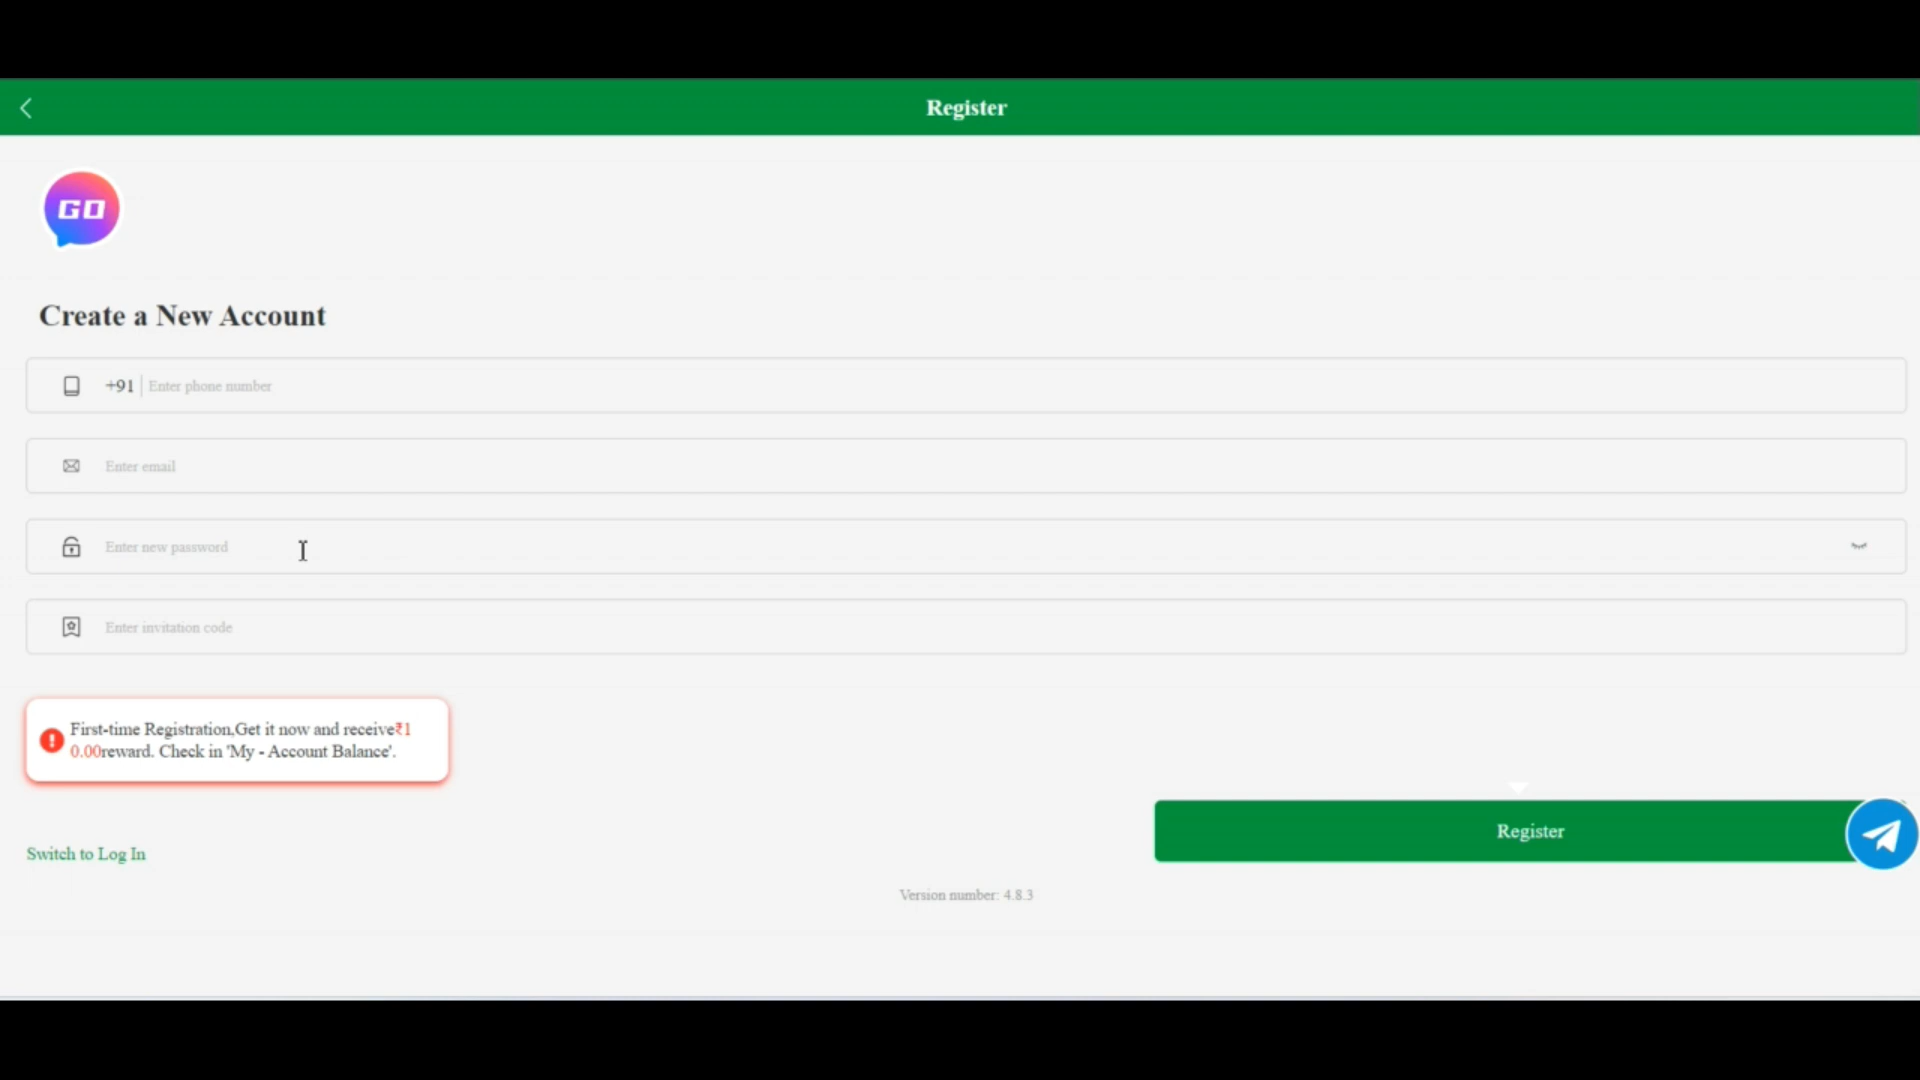 Register
GO
Create a New Account
+91 Enter phone number
Enter email
Enter new password
Enter invitation code
First-time Registration,Get it now and receive₹1
0.00reward. Check in 'My - Account Balance'.
Register
Switch to Log In
Version number: 4.8.3